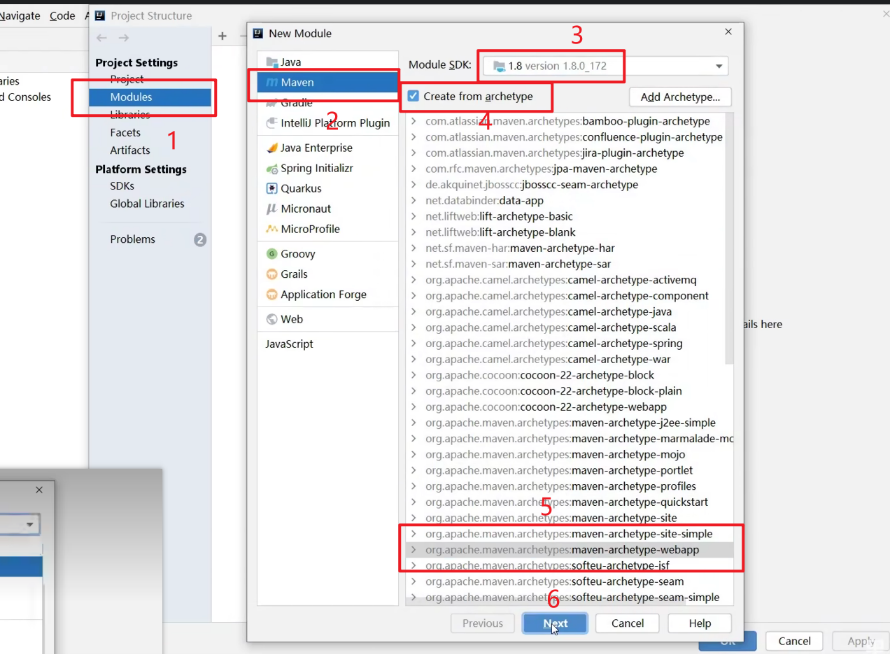 Navigate Code A
Project Structure
Project Settings
Project
Modules
Libraries
Facets
Artifacts
Platform Settings
SDKs
Global Libraries
Problems 2
1
aries
d Consoles
New Module
Java
Maven
Gradle
2
IntelliJ Platform Plugin
Java Enterprise
Spring Initializr
Quarkus
Micronaut
MicroProfile
Groovy
Grails
Application Forge
Web
JavaScript
3
Module SDK: 1.8 version 1.8.0_172
Create from archetype
Add Archetype...
4
com.atlassian.maven.archetypes:bamboo-plugin-archetype
com.atlassian.maven.archetypes:confluence-plugin-archetype
com.atlassian.maven.archetypes:jira-plugin-archetype
com.rfc.maven.archetypes:jpa-maven-archetype
de.akquinet.jbosscc:jbosscc-seam-archetype
net.databinder:data-app
net.liftweb:lift-archetype-basic
net.liftweb:lift-archetype-blank
net.sf.maven-har:maven-archetype-har
net.sf.maven-sar:maven-archetype-sar
org.apache.camel.archetypes:camel-archetype-activemq
org.apache.camel.archetypes:camel-archetype-component
org.apache.camel.archetypes:camel-archetype-java
org.apache.camel.archetypes:camel-archetype-scala
org.apache.camel.archetypes:camel-archetype-spring
org.apache.camel.archetypes:camel-archetype-war
org.apache.cocoon:cocoon-22-archetype-block
org.apache.cocoon:cocoon-22-archetype-block-plain
org.apache.cocoon:cocoon-22-archetype-webapp
org.apache.maven.archetypes:maven-archetype-j2ee-simple
org.apache.maven.archetypes:maven-archetype-marmalade-mo
org.apache.maven.archetypes:maven-archetype-mojo
org.apache.maven.archetypes:maven-archetype-portlet
org.apache.maven.archetypes:maven-archetype-profiles
org.apache.maven.archetypes:maven-archetype-quickstart
org.apache.maven.archetypes:maven-archetype-site
5
org.apache.maven.archetypes:maven-archetype-site-simple
org.apache.maven.archetypes:maven-archetype-webapp
org.apache.maven.archetypes:softeu-archetype-jsf
org.apache.maven.archetypes:softeu-archetype-seam
org.apache.maven.archetypes:softeu-archetype-seam-simple
6
Previous Next Cancel Help
ails here
OK Cancel Apply